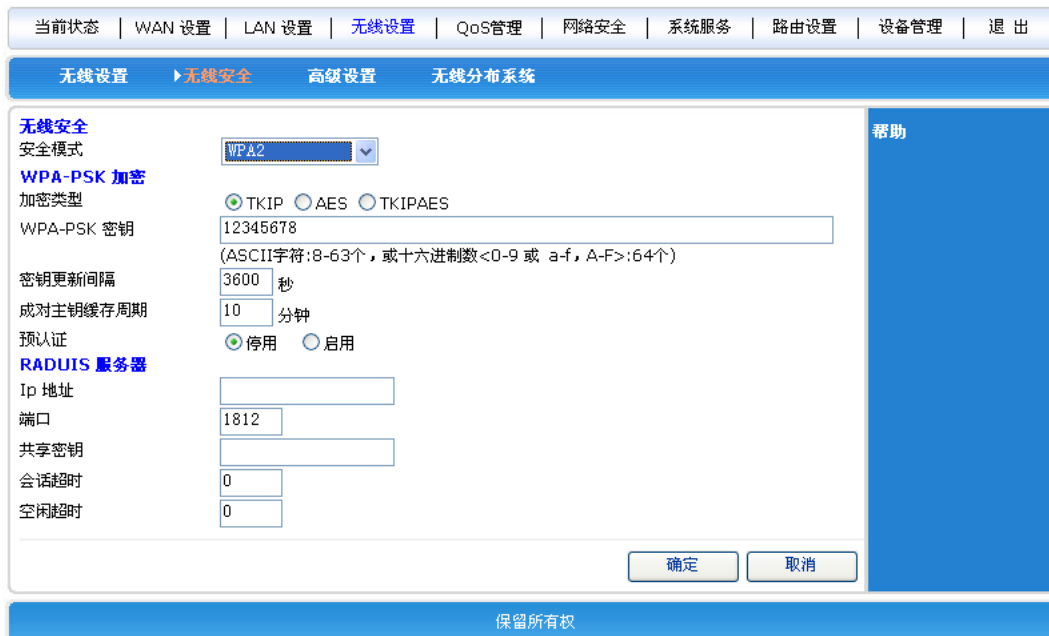 当前状态 | WAN 设置 | LAN 设置 | 无线设置 | QoS管理 | 网络安全 | 系统服务 | 路由设置 | 设备管理 | 退 出
无线设置 无线安全 高级设置 无线分布系统
无线安全
帮助
安全模式 WPA2
WPA-PSK 加密
加密类型 TKIP AES TKIPAES
WPA-PSK 密钥 12345678
(ASCII字符:8-63个，或十六进制数<0-9 或 a-f，A-F>:64个)
密钥更新间隔 3600 秒
成对主钥缓存周期 10 分钟
预认证 停用 启用
RADUIS 服务器
Ip 地址
端口 1812
共享密钥
会话超时 0
空闲超时 0
确定 取消
保留所有权